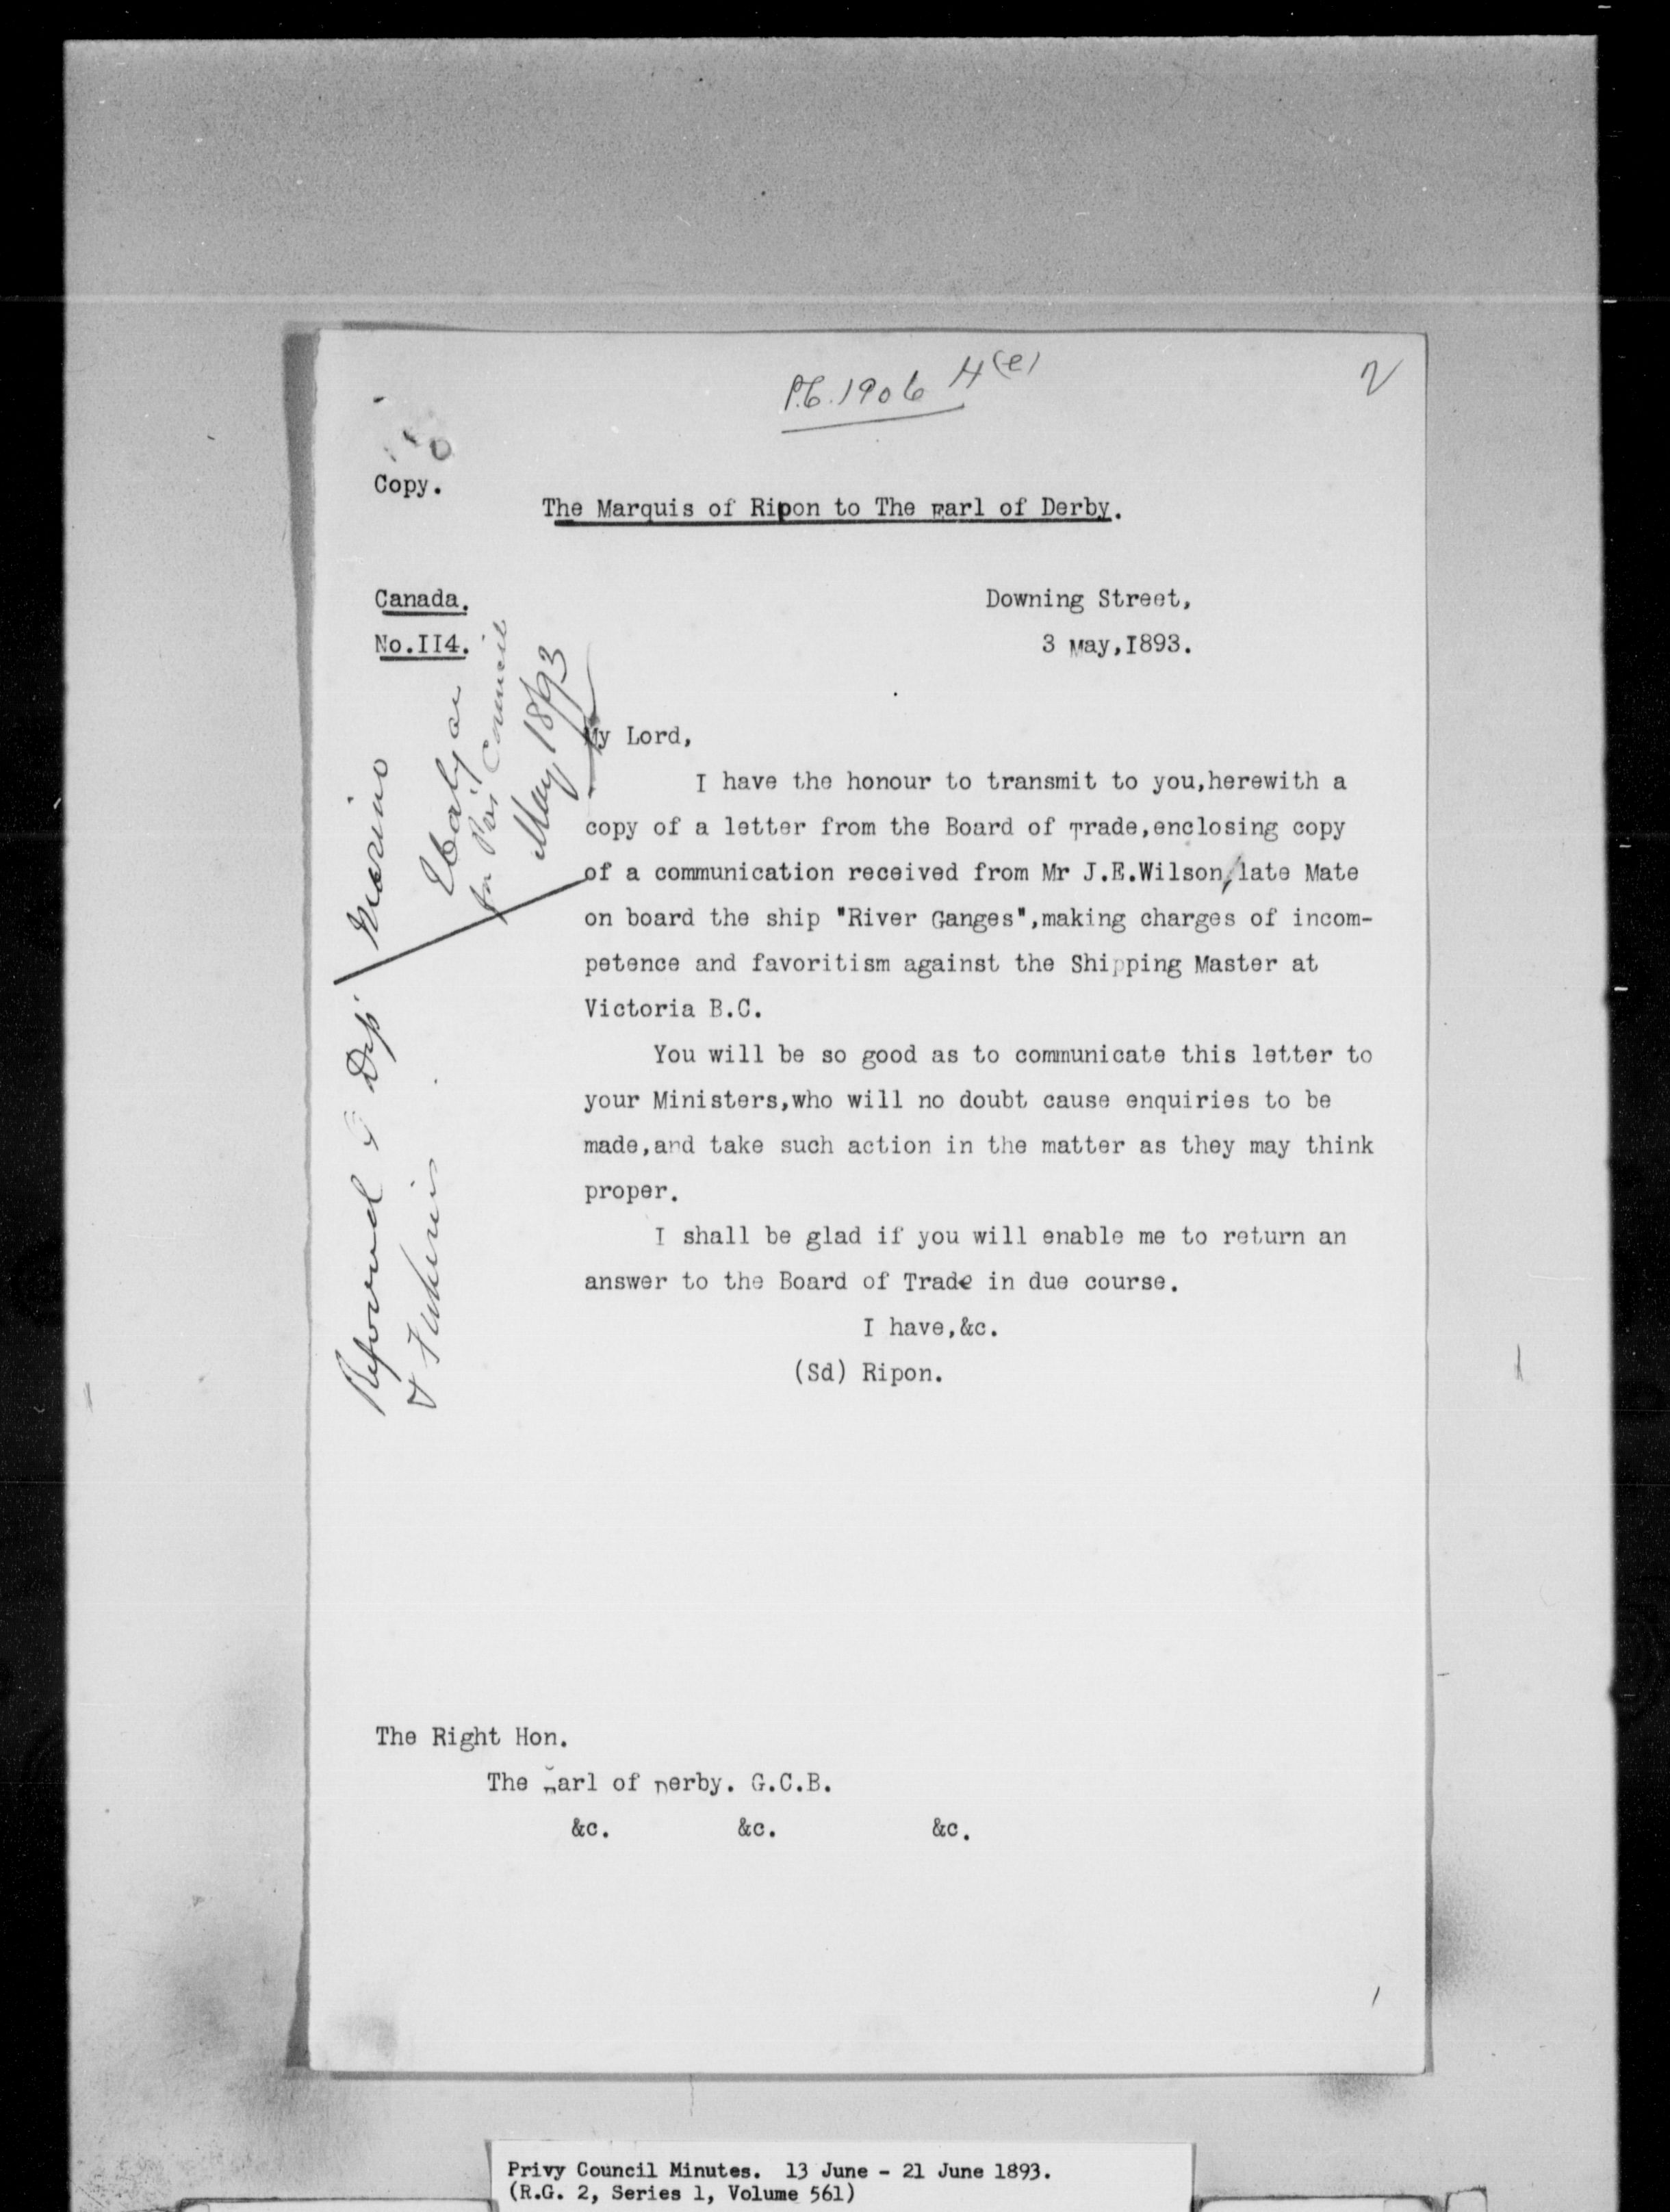 P.C. 1906 H(e)
2
Copy.
The Marquis of Ripon to The Earl of Derby.
Canada.
Downing Street,
No.II4.
3 May,I893.
My Lord,
I have the honour to transmit to you,herewith a
copy of a letter from the Board of Trade,enclosing copy
of a communication received from Mr J.E.Wilson,late Mate
on board the ship "River Ganges",making charges of incom-
petence and favoritism against the Shipping Master at
Victoria B.C.
You will be so good as to communicate this letter to
your Ministers,who will no doubt cause enquiries to be
made,and take such action in the matter as they may think
proper.
I shall be glad if you will enable me to return an
answer to the Board of Trade in due course.
I have,&c.
(Sd) Ripon.
Referred Dep Marine
& Fisheries
for Council
May 1893
The Right Hon.
The Earl of Derby. G.C.B.
&c. &c. &c.
Privy Council Minutes. 13 June - 21 June 1893.
(R.G. 2, Series 1, Volume 561)